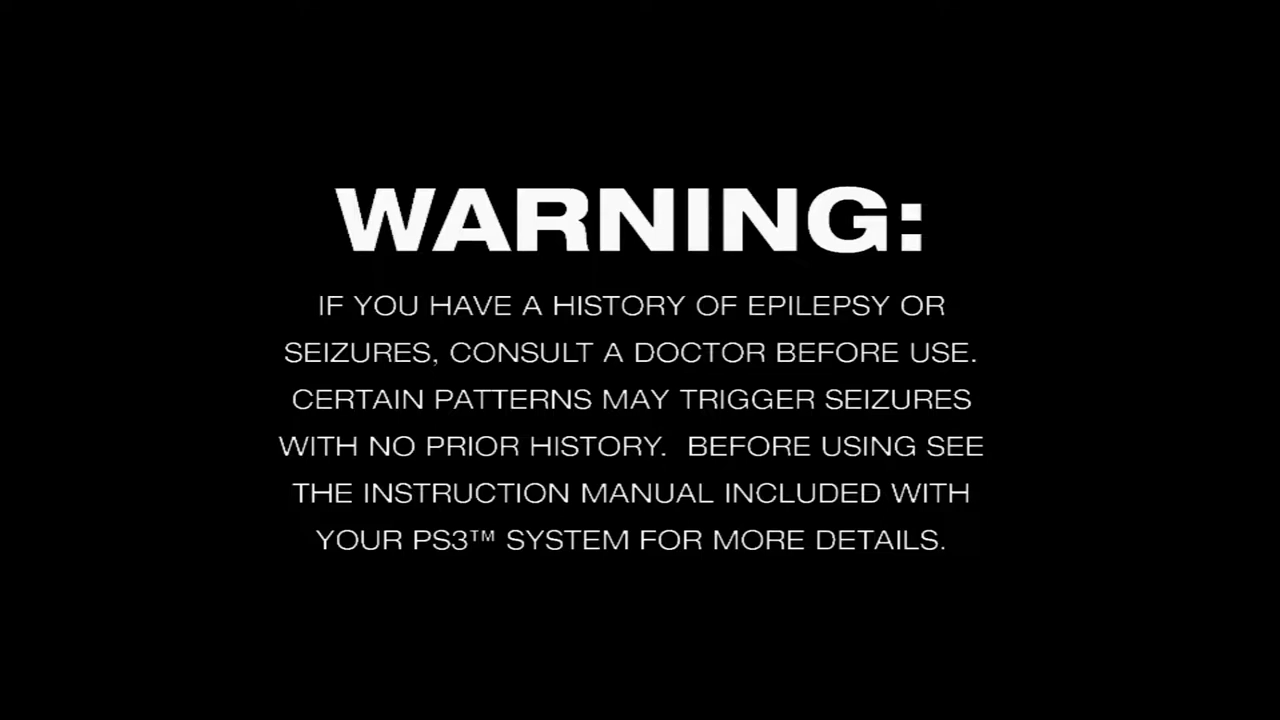 WARNING:
IF YOU HAVE A HISTORY OF EPILEPSY OR
SEIZURES, CONSULT A DOCTOR BEFORE USE.
CERTAIN PATTERNS MAY TRIGGER SEIZURES
WITH NO PRIOR HISTORY.  BEFORE USING SEE
THE INSTRUCTION MANUAL INCLUDED WITH
YOUR PS3™ SYSTEM FOR MORE DETAILS.